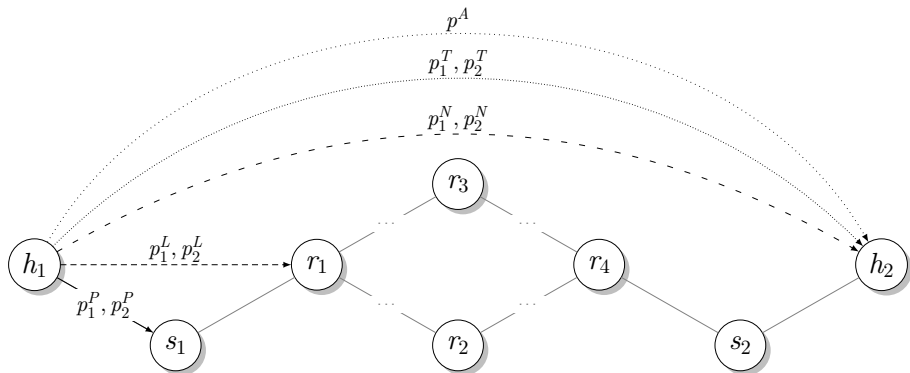 p^A
p_1^T, p_2^T
p_1^N, p_2^N
r_3
... ...
p_1^L, p_2^L
h_1 r_1 r_4 h_2
p_1^P, p_2^P
... ...
s_1 r_2 s_2